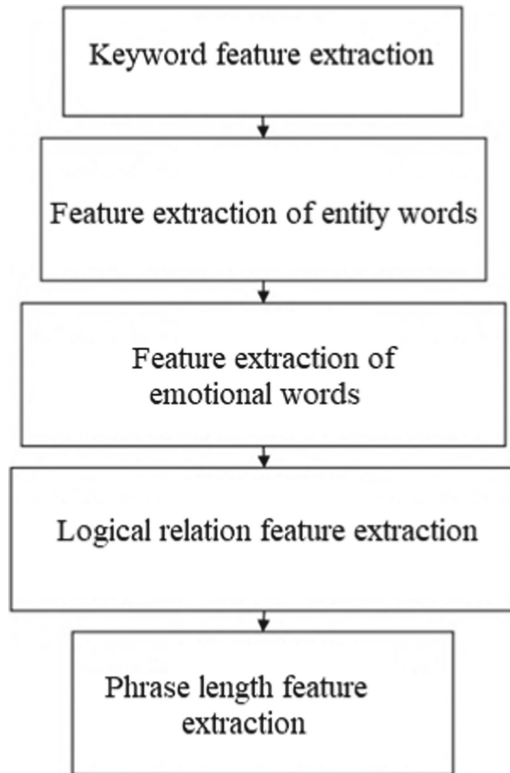 Keyword feature extraction
Feature extraction of entity words
Feature extraction of
emotional words
Logical relation feature extraction
Phrase length feature
extraction